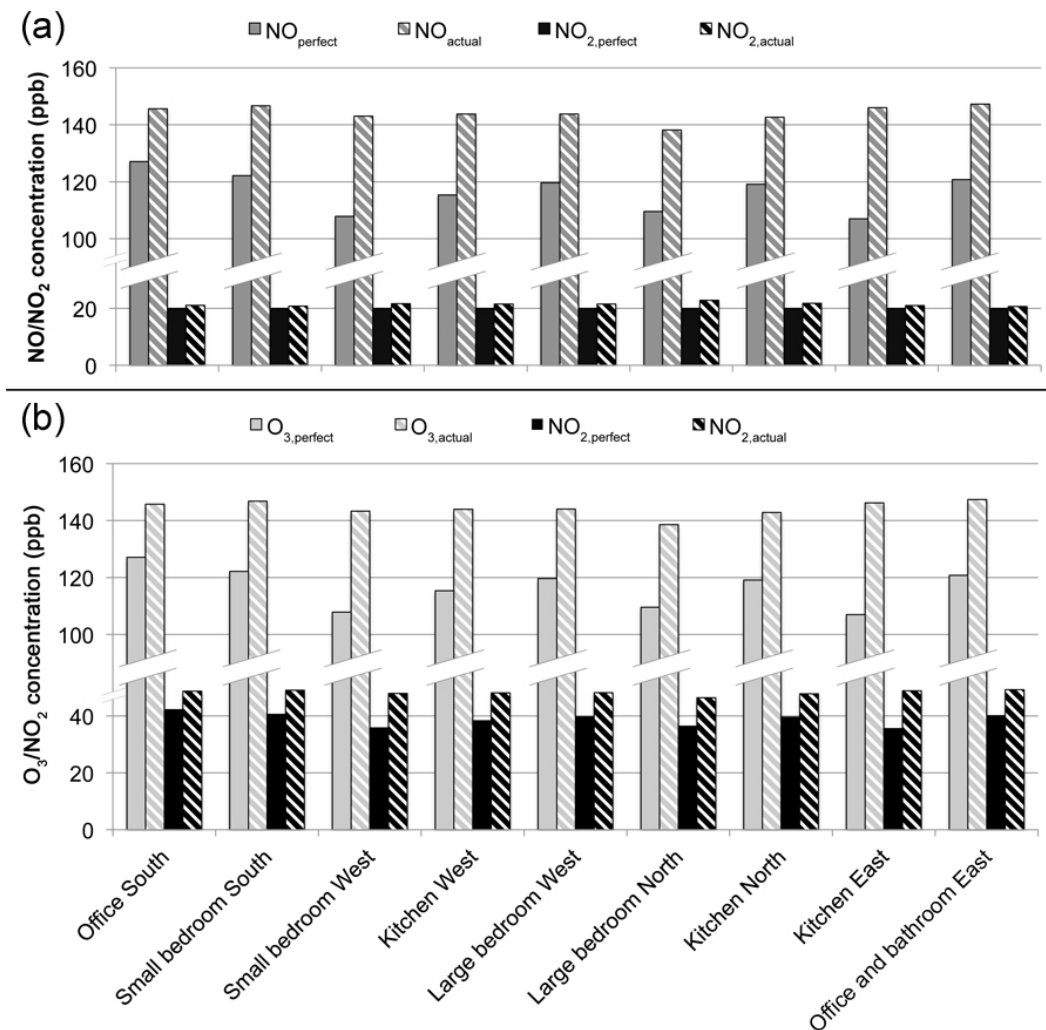 (a)
NOperfect NOactual NO2,perfect NO2,actual
NO/NO2 concentration (ppb)
160
140
120
100
20
0
(b)
O3,perfect O3,actual NO2,perfect NO2,actual
O3/NO2 concentration (ppb)
160
140
120
100
40
20
0
Office South
Small bedroom South
Small bedroom West
Kitchen West
Large bedroom West
Large bedroom North
Kitchen North
Kitchen East
Office and bathroom East